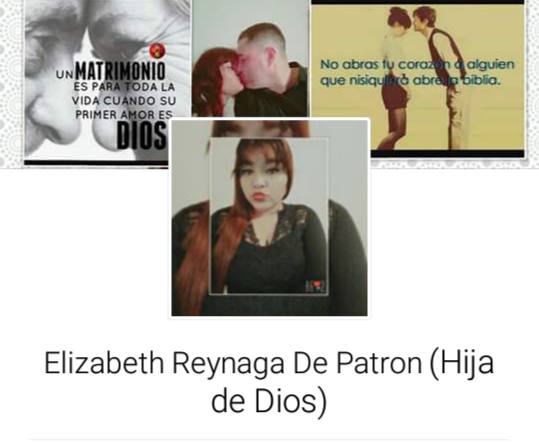 UN MATRIMONIO
ES PARA TODA LA
VIDA CUANDO SU
PRIMER AMOR ES
DIOS
No abras tu corazón a alguien
que nisiquiera abre la biblia.
Elizabeth Reynaga De Patron (Hija
de Dios)